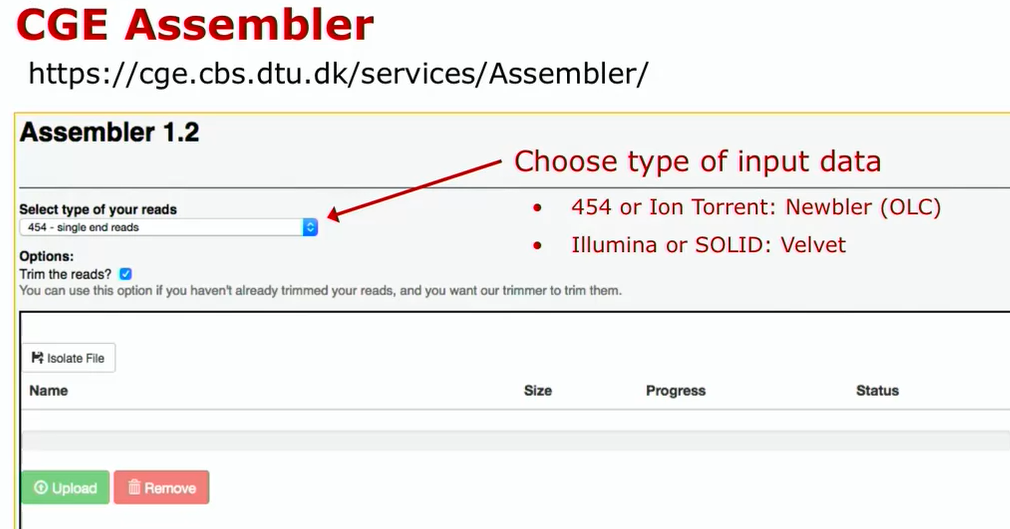 CGE Assembler
https://cge.cbs.dtu.dk/services/Assembler/
Assembler 1.2
Choose type of input data
Select type of your reads
454 - single end reads
• 454 or Ion Torrent: Newbler (OLC)
• Illumina or SOLID: Velvet
Options:
Trim the reads?
You can use this option if you haven't already trimmed your reads, and you want our trimmer to trim them.
Isolate File
Name Size Progress Status
Upload Remove